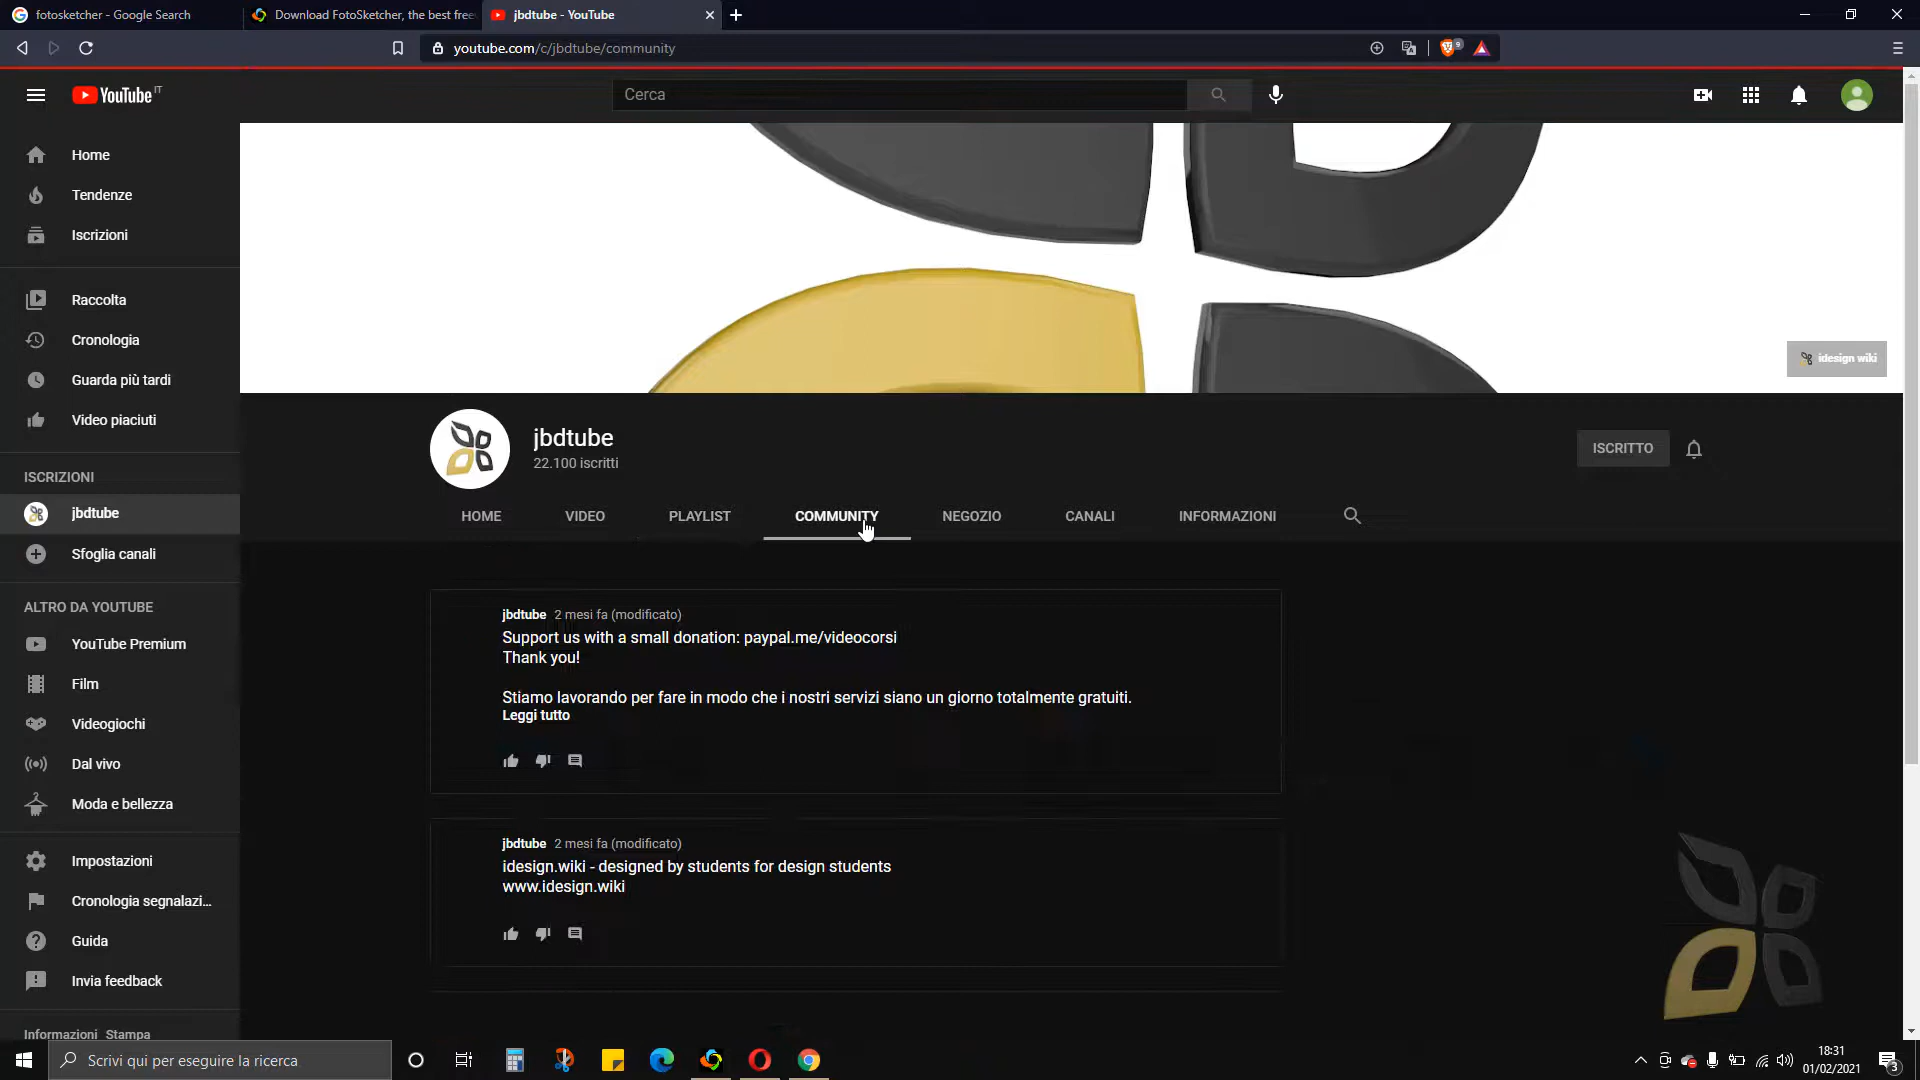 fotosketcher - Google Search
Download FotoSketcher, the best free
jbdtube - YouTube
youtube.com/c/jbdtube/community
9
YouTube IT
Cerca
Home
Tendenze
Iscrizioni
Raccolta
Cronologia
Guarda più tardi
Video piaciuti
ISCRIZIONI
jbdtube
Sfoglia canali
ALTRO DA YOUTUBE
YouTube Premium
Film
Videogiochi
Dal vivo
Moda e bellezza
Impostazioni
Cronologia segnalazi...
Guida
Invia feedback
Informazioni Stampa
idesign wiki
jbdtube
22.100 iscritti
ISCRITTO
HOME VIDEO PLAYLIST COMMUNITY NEGOZIO CANALI INFORMAZIONI
jbdtube 2 mesi fa (modificato)
Support us with a small donation: paypal.me/videocorsi
Thank you!
Stiamo lavorando per fare in modo che i nostri servizi siano un giorno totalmente gratuiti.
Leggi tutto
jbdtube 2 mesi fa (modificato)
idesign.wiki - designed by students for design students
www.idesign.wiki
Scrivi qui per eseguire la ricerca
18:31
01/02/2021
3